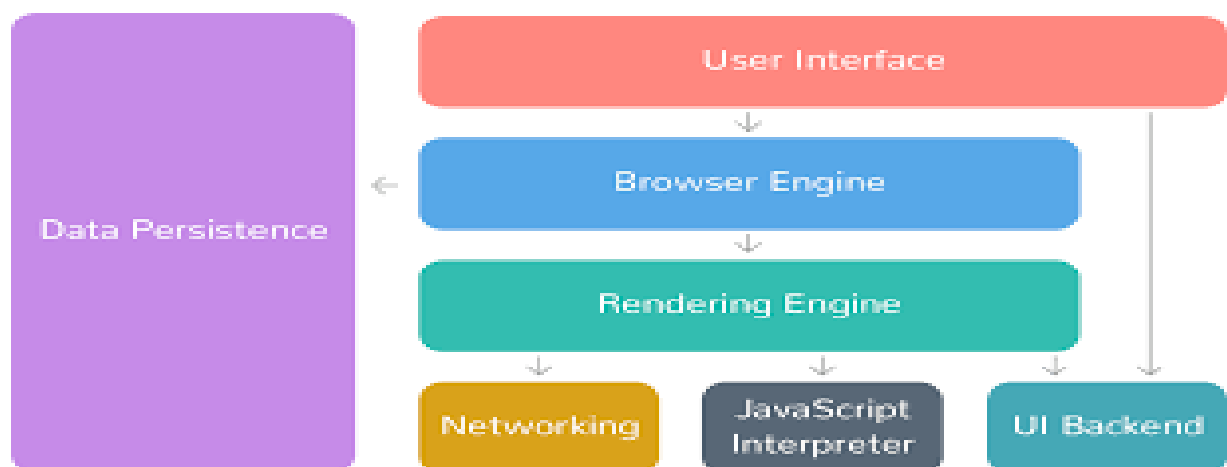 User Interface
Browser Engine
Data Persistence
Rendering Engine
Networking
JavaScript
Interpreter
UI Backend